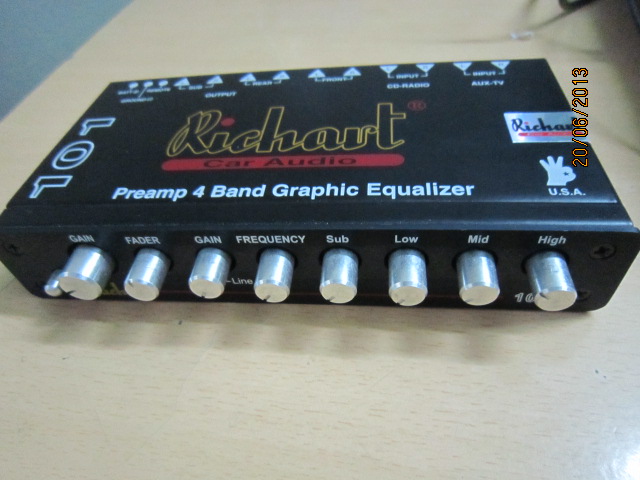 SUB
REAR
FRONT
INPUT
INPUT
OUTPUT
CD-RADIO
AUX-TV
101
Richart®
Car Audio
Richart
Preamp 4 Band Graphic Equalizer
U.S.A.
GAIN FADER GAIN FREQUENCY Sub Low Mid High
-Line
20/06/2013